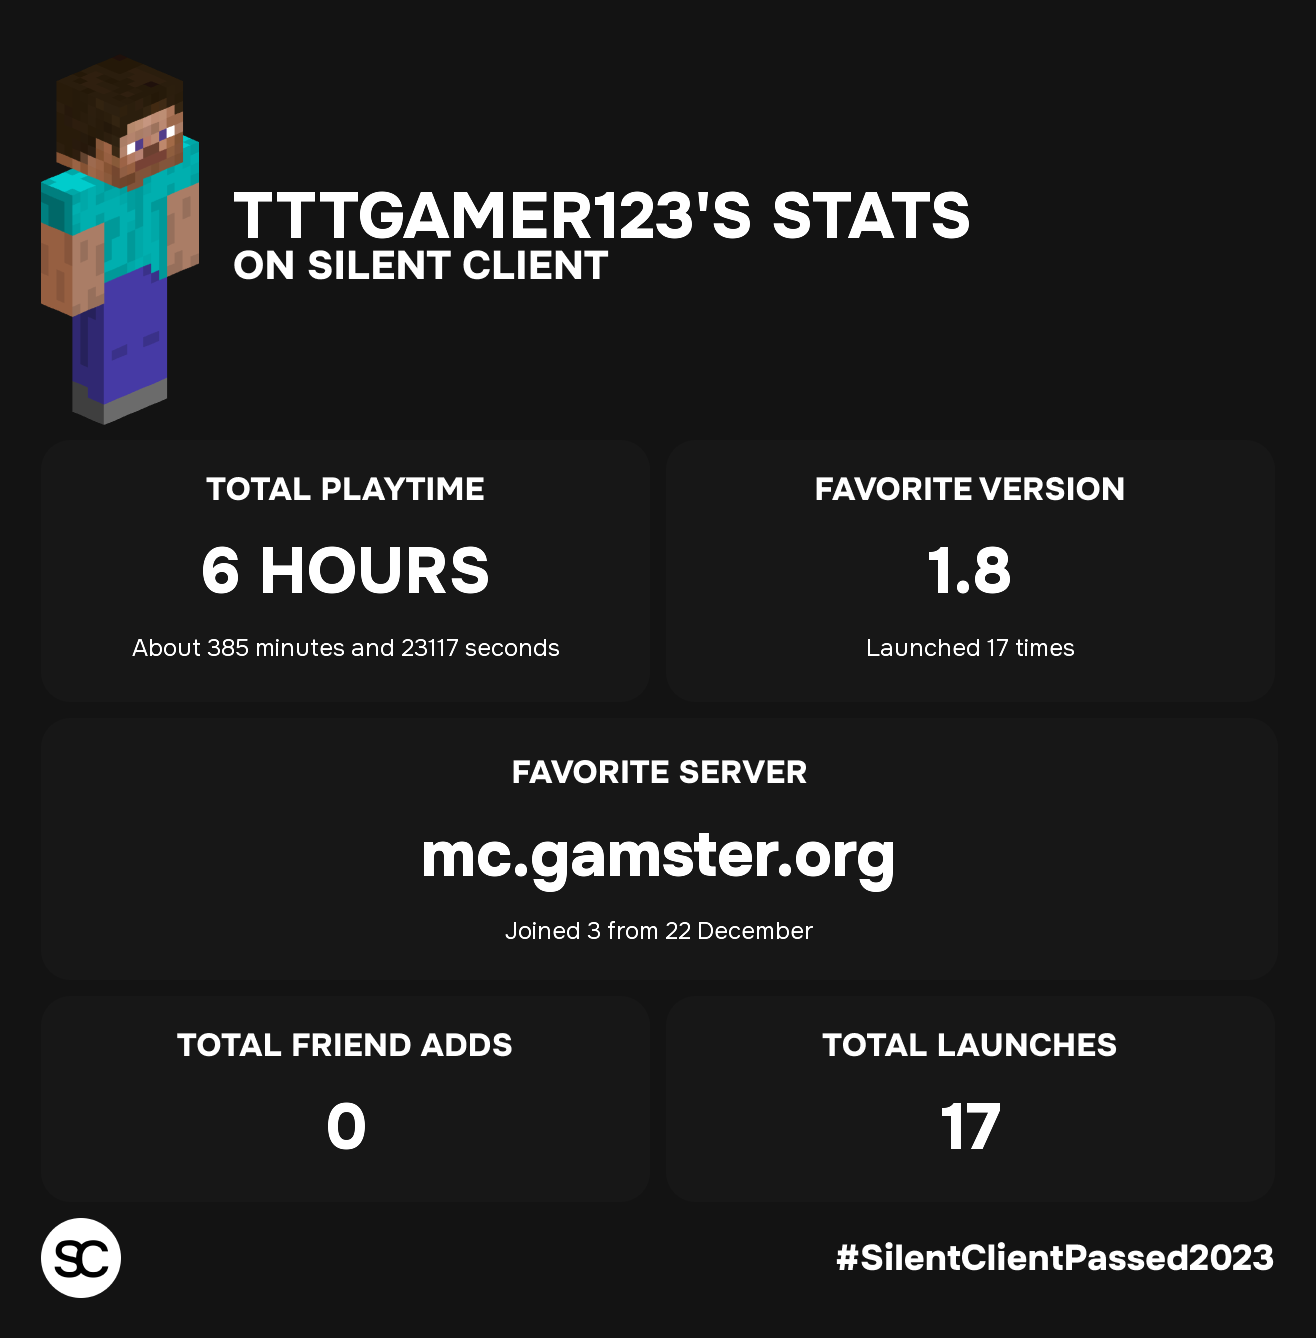 TTTGAMER123'S STATS
ON SILENT CLIENT
TOTAL PLAYTIME
6 HOURS
About 385 minutes and 23117 seconds
FAVORITE VERSION
1.8
Launched 17 times
FAVORITE SERVER
mc.gamster.org
Joined 3 from 22 December
TOTAL FRIEND ADDS
0
TOTAL LAUNCHES
17
SC
#SilentClientPassed2023